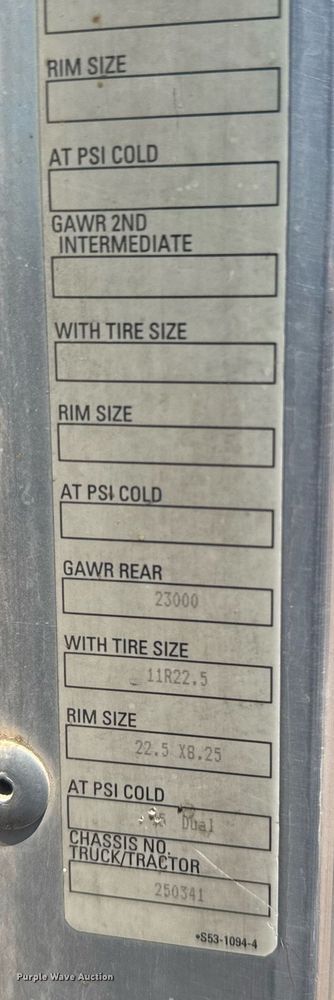 RIM SIZE
AT PSI COLD
GAWR 2ND
INTERMEDIATE
WITH TIRE SIZE
RIM SIZE
AT PSI COLD
GAWR REAR
23000
WITH TIRE SIZE
11R22.5
RIM SIZE
22.5 X8.25
AT PSI COLD
Dual
CHASSIS NO.
TRUCK/TRACTOR
250341
*S53-1094-4
Purple Wave Auction